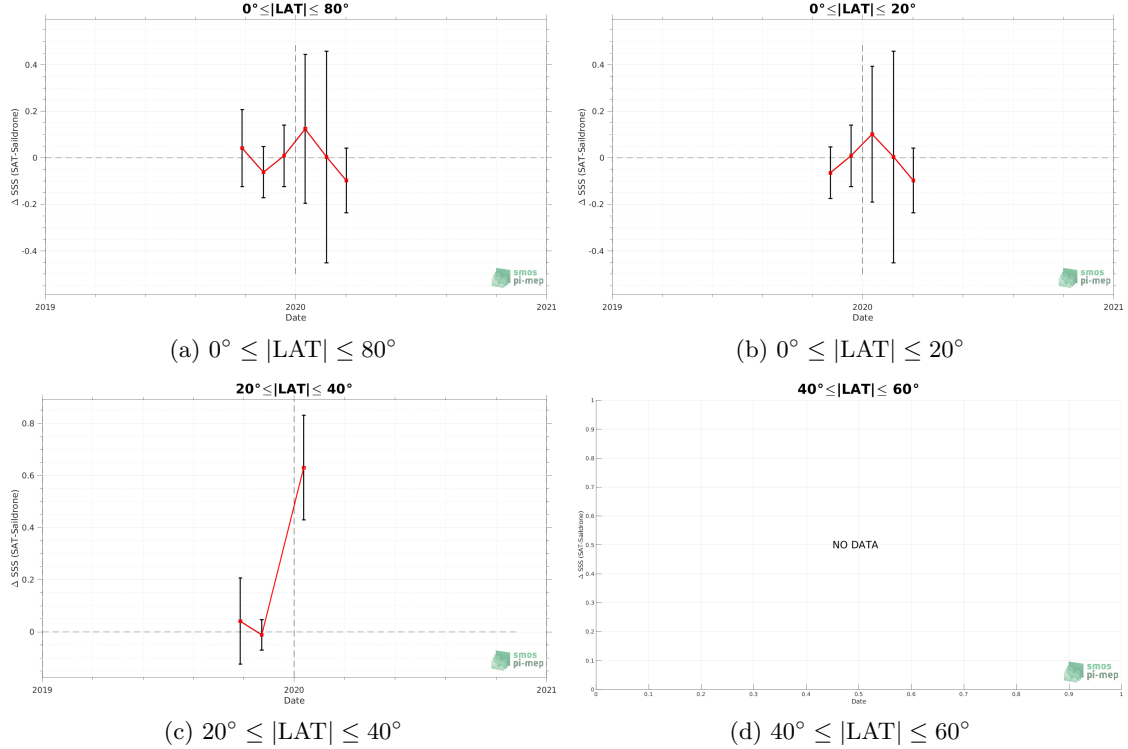 0°≤|LAT|≤ 80°
Δ SSS (SAT-Saildrone)
0.4
0.2
0
-0.2
-0.4
2019
2020
2021
Date
smos
pi-mep
(a) 0° ≤ |LAT| ≤ 80°
0°≤|LAT|≤ 20°
Δ SSS (SAT-Saildrone)
0.4
0.2
0
-0.2
-0.4
2019
2020
2021
Date
smos
pi-mep
(b) 0° ≤ |LAT| ≤ 20°
20°≤|LAT|≤ 40°
Δ SSS (SAT-Saildrone)
0.8
0.6
0.4
0.2
0
2019
2020
2021
Date
smos
pi-mep
(c) 20° ≤ |LAT| ≤ 40°
40°≤|LAT|≤ 60°
Δ SSS (SAT-Saildrone)
1
0.9
0.8
0.7
0.6
0.5
0.4
0.3
0.2
0.1
0
NO DATA
0 0.1 0.2 0.3 0.4 0.5 0.6 0.7 0.8 0.9 1
Date
smos
pi-mep
(d) 40° ≤ |LAT| ≤ 60°